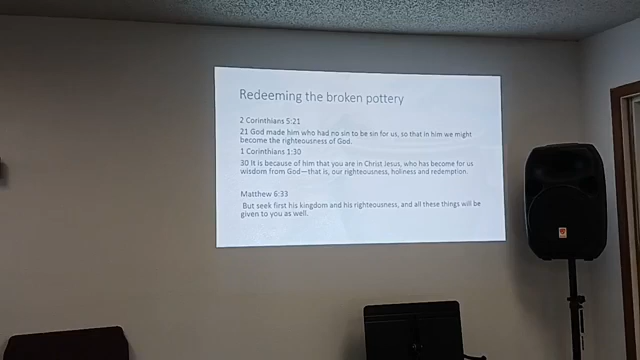 Redeeming the broken pottery
2 Corinthians 5:21
21 God made him who had no sin to be sin for us, so that in him we might
become the righteousness of God.
1 Corinthians 1:30
30 It is because of him that you are in Christ Jesus, who has become for us
wisdom from God—that is, our righteousness, holiness and redemption.
Matthew 6:33
But seek first his kingdom and his righteousness, and all these things will be
given to you as well.